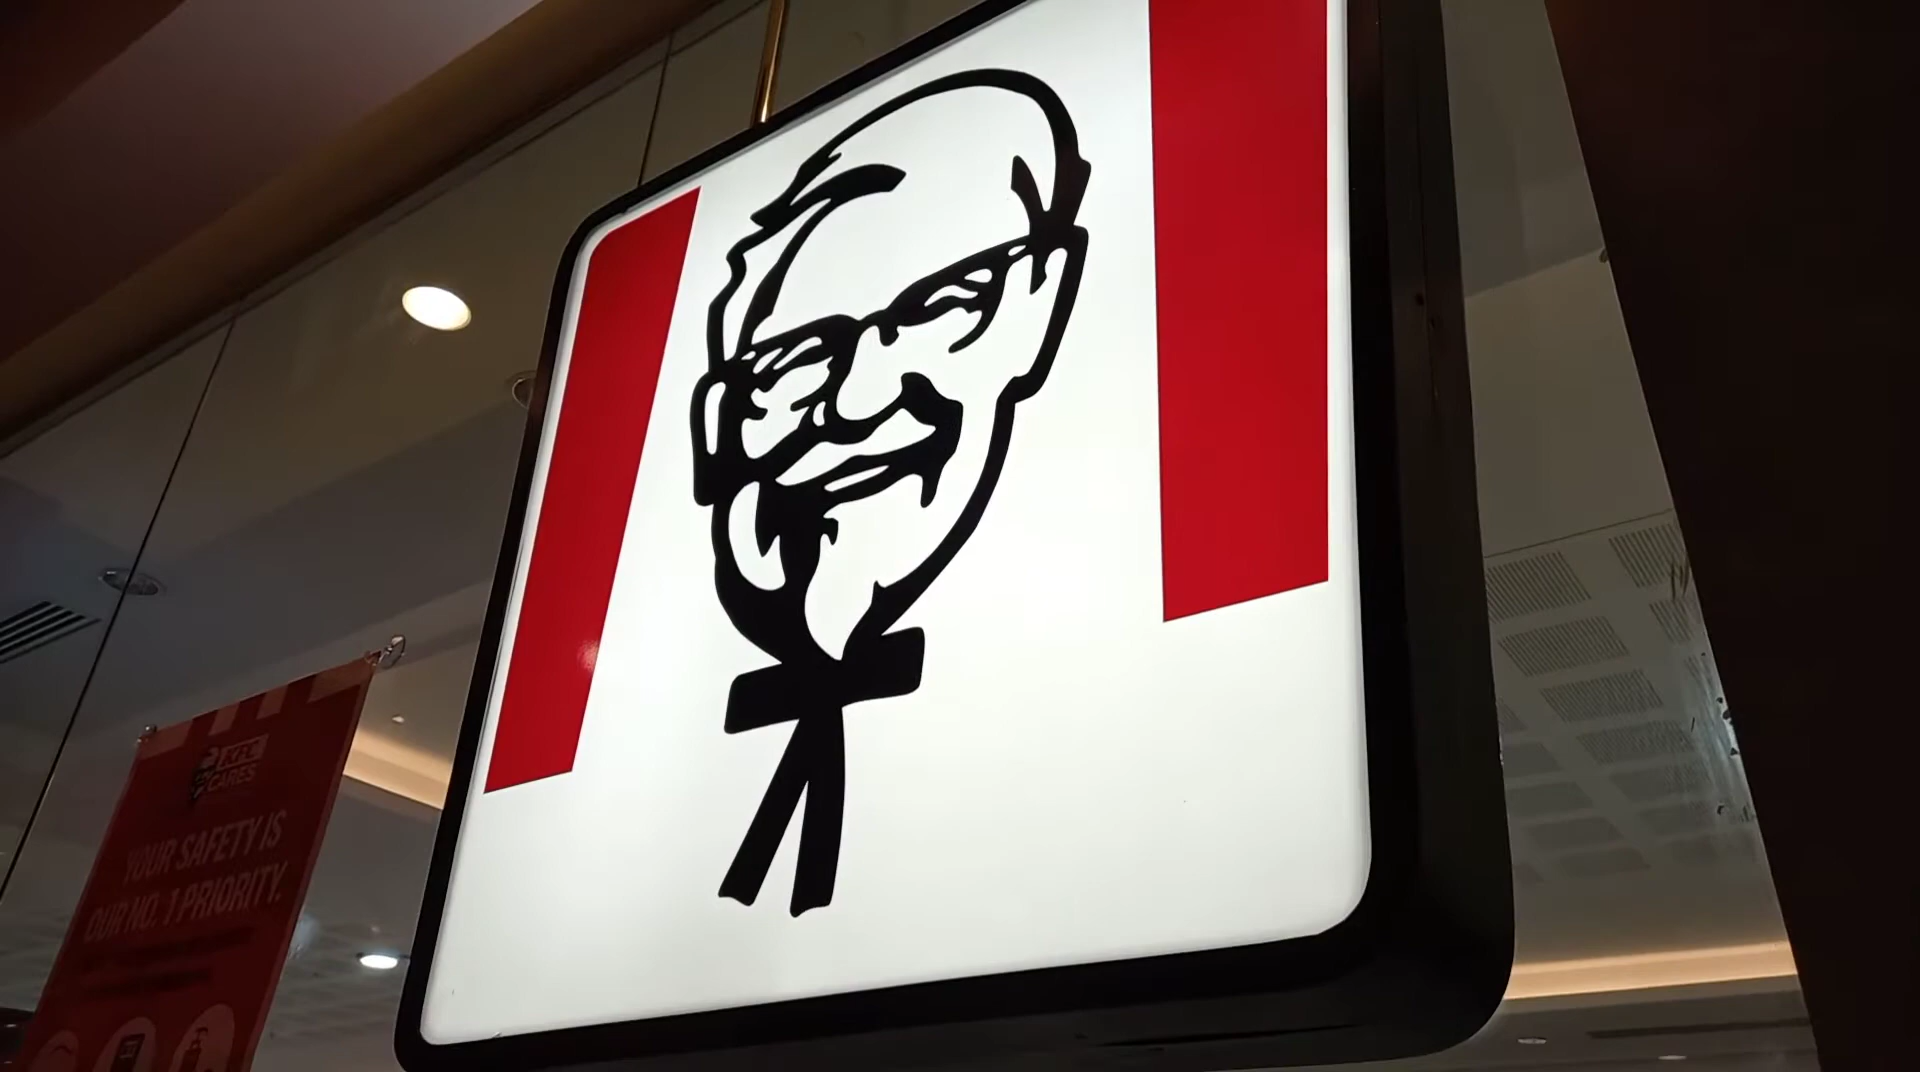 KFC
CARES
YOUR SAFETY IS
OUR NO. 1 PRIORITY.